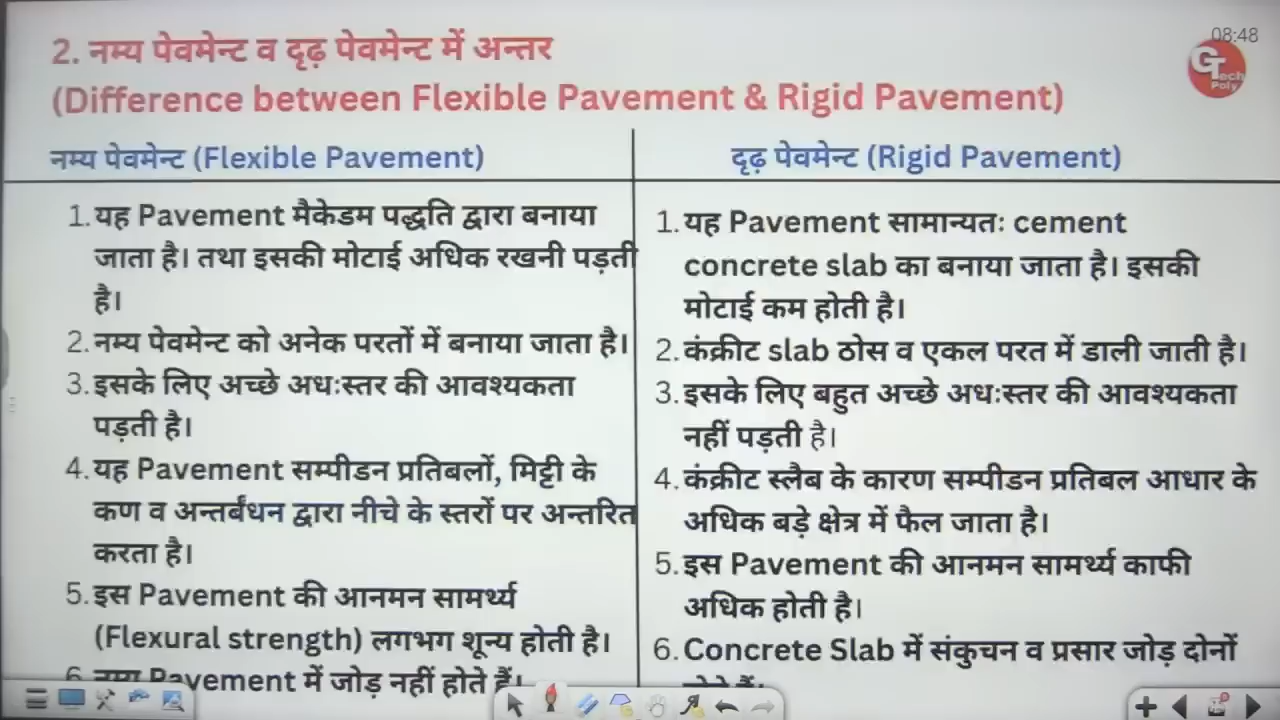 2. नम्य पेवमेन्ट व दृढ़ पेवमेन्ट में अन्तर
08:48
(Difference between Flexible Pavement & Rigid Pavement)
GTech Poly
नम्य पेवमेन्ट (Flexible Pavement)
1. यह Pavement मैकेडम पद्धति द्वारा बनाया
जाता है। तथा इसकी मोटाई अधिक रखनी पड़ती
है।
2. नम्य पेवमेन्ट को अनेक परतों में बनाया जाता है।
3. इसके लिए अच्छे अधःस्तर की आवश्यकता
पड़ती है।
4. यह Pavement सम्पीडन प्रतिबलों, मिट्टी के
कण व अन्तर्बंधन द्वारा नीचे के स्तरों पर अन्तरित
करता है।
5. इस Pavement की आनमन सामर्थ्य
(Flexural strength) लगभग शून्य होती है।
6. नम्य Pavement में जोड़ नहीं होते हैं।
दृढ़ पेवमेन्ट (Rigid Pavement)
1. यह Pavement सामान्यतः cement
concrete slab का बनाया जाता है। इसकी
मोटाई कम होती है।
2. कंक्रीट slab ठोस व एकल परत में डाली जाती है।
3. इसके लिए बहुत अच्छे अधःस्तर की आवश्यकता
नहीं पड़ती है।
4. कंक्रीट स्लैब के कारण सम्पीडन प्रतिबल आधार के
अधिक बड़े क्षेत्र में फैल जाता है।
5. इस Pavement की आनमन सामर्थ्य काफी
अधिक होती है।
6. Concrete Slab में संकुचन व प्रसार जोड़ दोनों